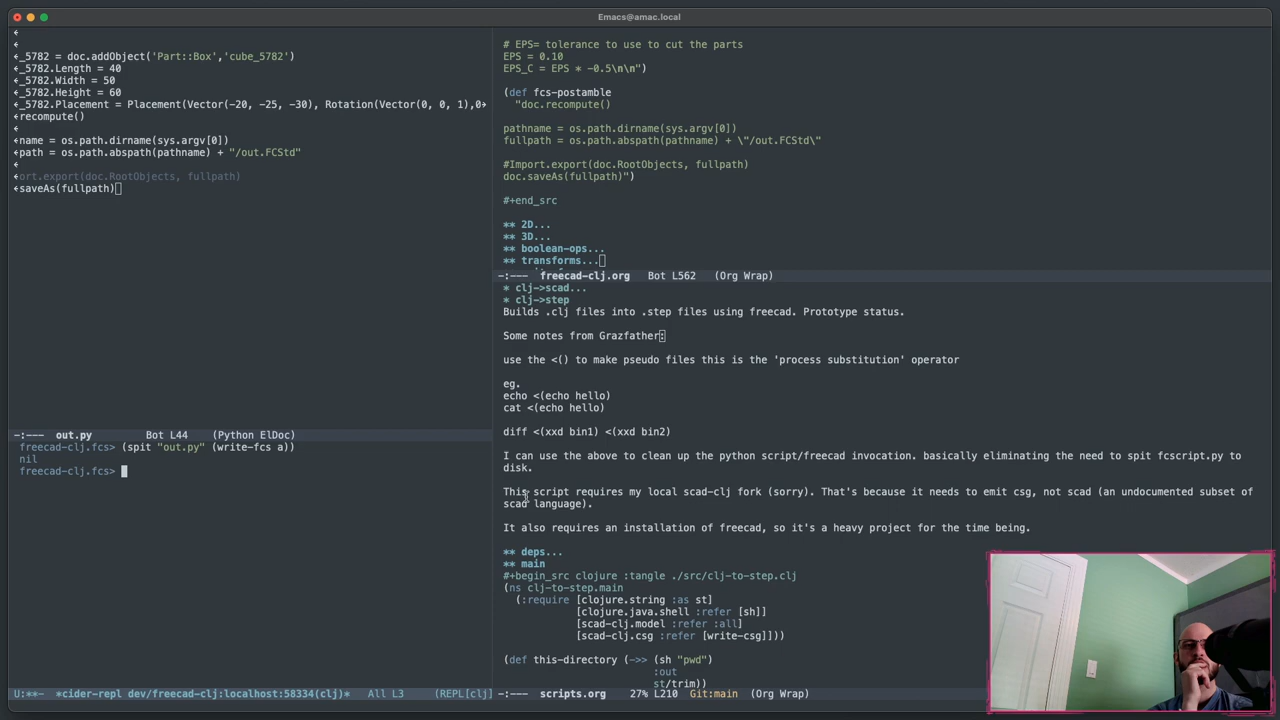 Emacs@amac.local
_5782 = doc.addObject('Part::Box','cube_5782')
_5782.Length = 40
_5782.Width = 50
_5782.Height = 60
_5782.Placement = Placement(Vector(-20, -25, -30), Rotation(Vector(0, 0, 1),0
recompute()
name = os.path.dirname(sys.argv[0])
path = os.path.abspath(pathname) + "/out.FCStd"
ort.export(doc.RootObjects, fullpath)
saveAs(fullpath)
-:--- out.py Bot L44 (Python ElDoc)
freecad-clj.fcs> (spit "out.py" (write-fcs a))
nil
freecad-clj.fcs>
U:**- *cider-repl dev/freecad-clj:localhost:58334(clj)* All L3 (REPL[clj]
# EPS= tolerance to use to cut the parts
EPS = 0.10
EPS_C = EPS * -0.5\n\n")
(def fcs-postamble
"doc.recompute()
pathname = os.path.dirname(sys.argv[0])
fullpath = os.path.abspath(pathname) + \"/out.FCStd\"
#Import.export(doc.RootObjects, fullpath)
doc.saveAs(fullpath)")
#+end_src
** 2D...
** 3D...
** boolean-ops...
** transforms...
-:--- freecad-clj.org Bot L562 (Org Wrap)
* clj->scad...
* clj->step
Builds .clj files into .step files using freecad. Prototype status.
Some notes from Grazfather:
use the <() to make pseudo files this is the 'process substitution' operator
eg.
echo <(echo hello)
cat <(echo hello)
diff <(xxd bin1) <(xxd bin2)
I can use the above to clean up the python script/freecad invocation. basically eliminating the need to spit fcscript.py to
disk.
This script requires my local scad-clj fork (sorry). That's because it needs to emit csg, not scad (an undocumented subset of
scad language).
It also requires an installation of freecad, so it's a heavy project for the time being.
** deps...
** main
#+begin_src clojure :tangle ./src/clj-to-step.clj
(ns clj-to-step.main
(:require [clojure.string :as st]
[clojure.java.shell :refer [sh]]
[scad-clj.model :refer :all]
[scad-clj.csg :refer [write-csg]]))
(def this-directory (->> (sh "pwd")
:out
st/trim))
-:--- scripts.org 27% L210 Git:main (Org Wrap)